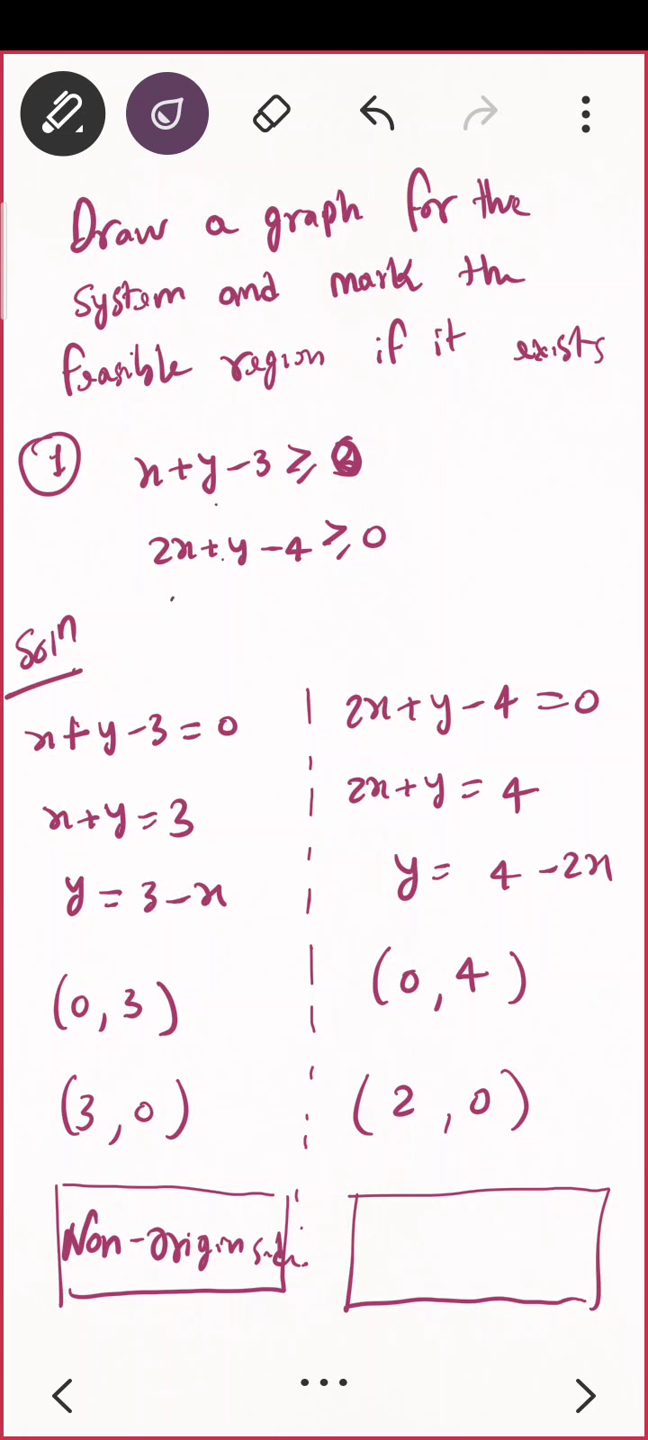 Draw a graph for the
system and mark the
feasible region if it exists
① x+y-3 ≥ 0
2x+y-4 ≥ 0
Soln
x+y-3=0
x+y=3
y=3-x
(0,3)
(3,0)
Non-origin side.
2x+y-4=0
2x+y=4
y=4-2x
(0,4)
(2,0)